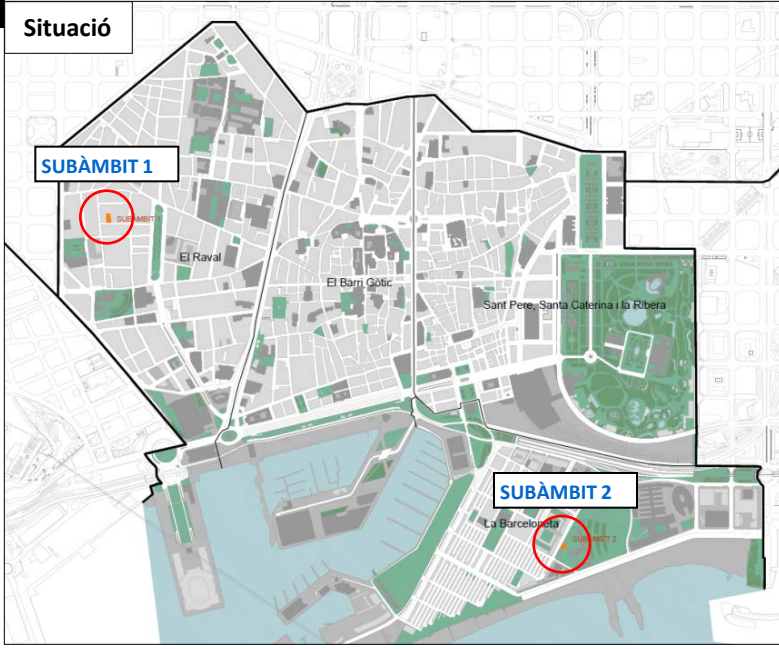 Situació
SUBÀMBIT 1
SUBÀMBIT 1
El Raval
El Barri Gòtic
Sant Pere, Santa Caterina i la Ribera
SUBÀMBIT 2
La Barceloneta
SUBÀMBIT 2